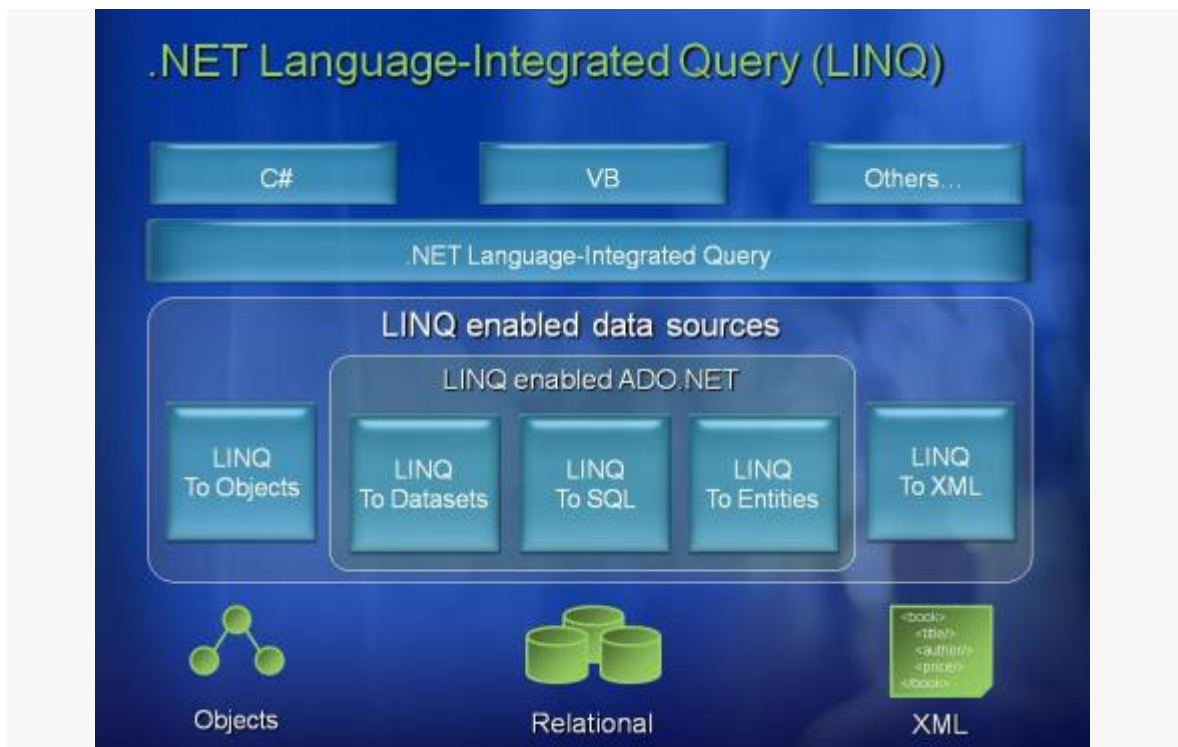 .NET Language-Integrated Query (LINQ)
C#
VB
Others...
.NET Language-Integrated Query
LINQ enabled data sources
LINQ enabled ADO.NET
LINQ
To Objects
LINQ
To Datasets
LINQ
To SQL
LINQ
To Entities
LINQ
To XML
<book>
<title/>
<author/>
<price/>
</book>
Objects
Relational
XML